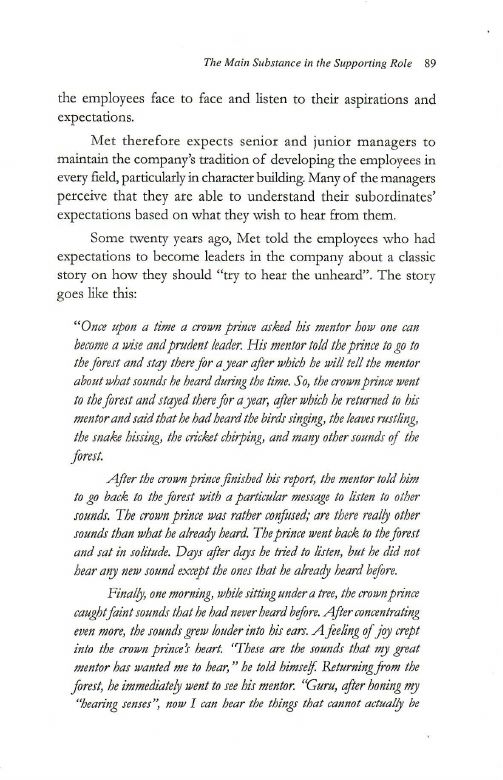 The Main Substance in the Supporting Role 89
the employees face to face and listen to their aspirations and
expectations.
Met therefore expects senior and junior managers to
maintain the company's tradition of developing the employees in
every field, particularly in character building. Many of the managers
perceive that they are able to understand their subordinates'
expectations based on what they wish to hear from them.
Some twenty years ago, Met told the employees who had
expectations to become leaders in the company about a classic
story on how they should "try to hear the unheard". The story
goes like this:
"Once upon a time a crown prince asked his mentor how one can
become a wise and prudent leader. His mentor told the prince to go to
the forest and stay there for a year after which he will tell the mentor
about what sounds he heard during the time. So, the crown prince went
to the forest and stayed there for a year, after which he returned to his
mentor and said that he had heard the birds singing, the leaves rustling,
the snake hissing, the cricket chirping, and many other sounds of the
forest.
After the crown prince finished his report, the mentor told him
to go back to the forest with a particular message to listen to other
sounds. The crown prince was rather confused; are there really other
sounds than what he already heard. The prince went back to the forest
and sat in solitude. Days after days he tried to listen, but he did not
hear any new sound except the ones that he already heard before.
Finally, one morning, while sitting under a tree, the crown prince
caught faint sounds that he had never heard before. After concentrating
even more, the sounds grew louder into his ears. A feeling of joy crept
into the crown prince's heart. "These are the sounds that my great
mentor has wanted me to hear," he told himself. Returning from the
forest, he immediately went to see his mentor. "Guru, after honing my
"hearing senses", now I can hear the things that cannot actually be